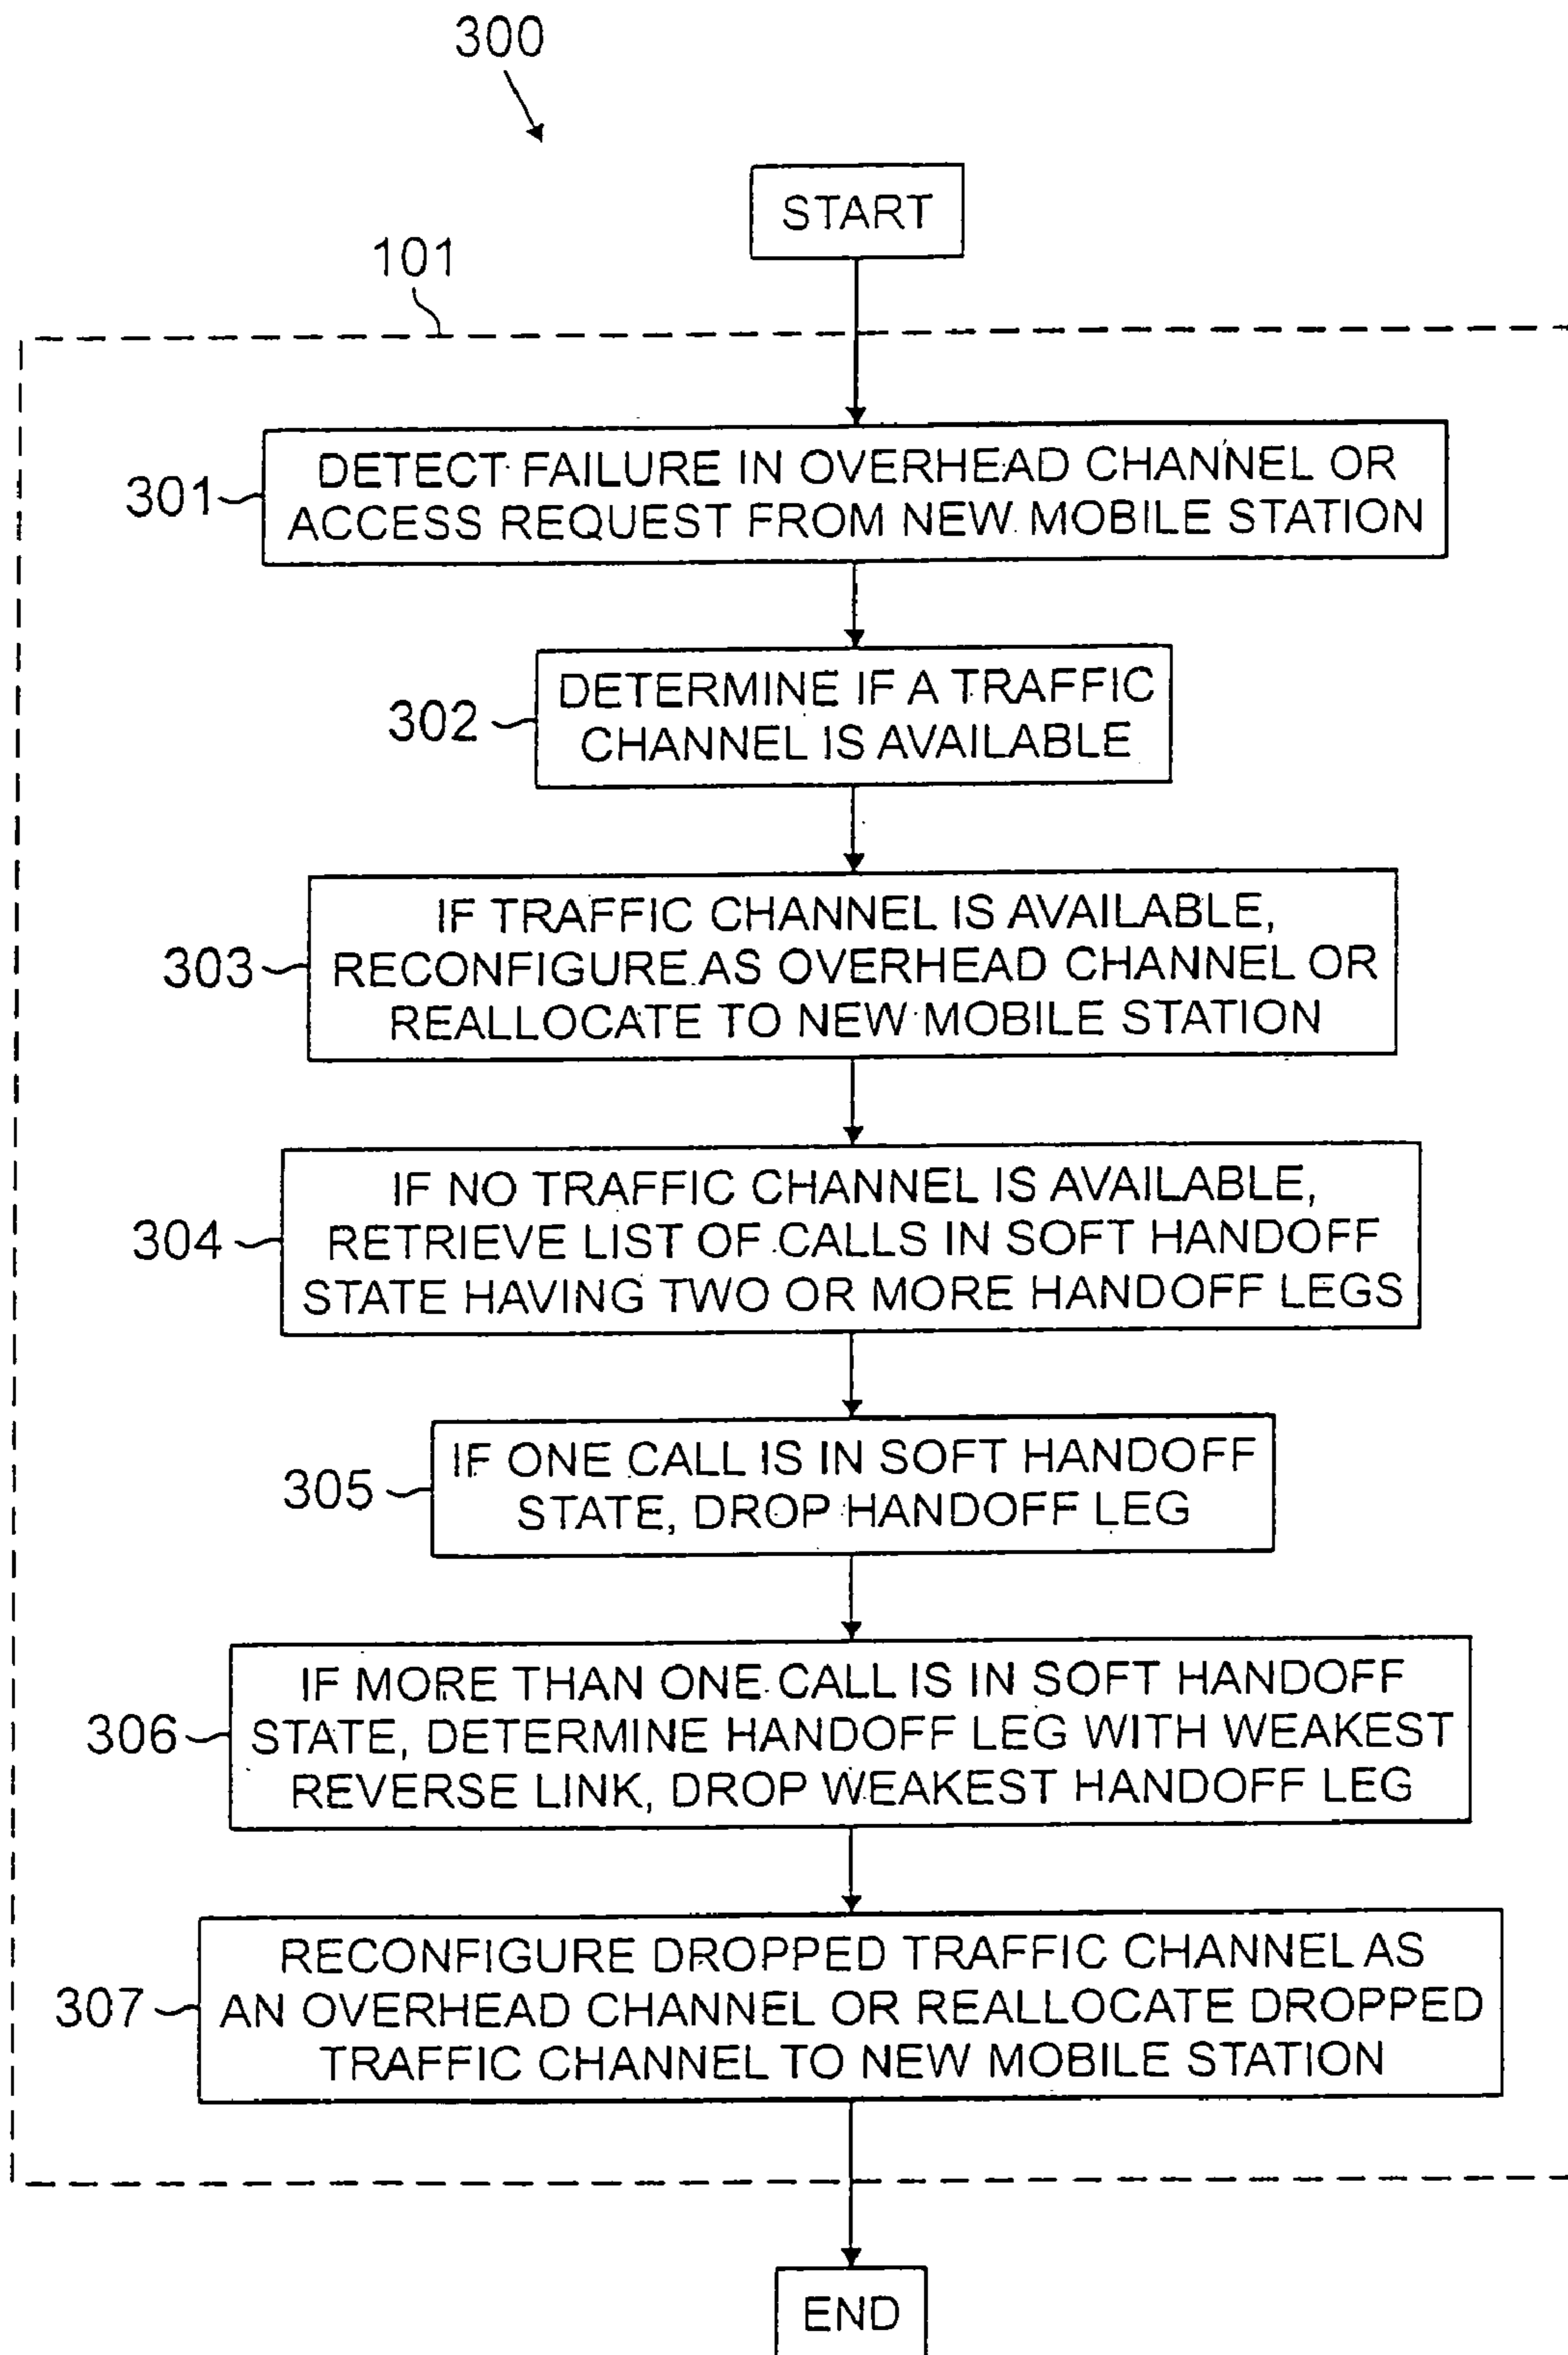 300
START
101
301
DETECT FAILURE IN OVERHEAD CHANNEL OR
ACCESS REQUEST FROM NEW MOBILE STATION
302
DETERMINE IF A TRAFFIC
CHANNEL IS AVAILABLE
303
IF TRAFFIC CHANNEL IS AVAILABLE,
RECONFIGURE AS OVERHEAD CHANNEL OR
REALLOCATE TO NEW MOBILE STATION
304
IF NO TRAFFIC CHANNEL IS AVAILABLE,
RETRIEVE LIST OF CALLS IN SOFT HANDOFF
STATE HAVING TWO OR MORE HANDOFF LEGS
305
IF ONE CALL IS IN SOFT HANDOFF
STATE, DROP HANDOFF LEG
306
IF MORE THAN ONE CALL IS IN SOFT HANDOFF
STATE, DETERMINE HANDOFF LEG WITH WEAKEST
REVERSE LINK, DROP WEAKEST HANDOFF LEG
307
RECONFIGURE DROPPED TRAFFIC CHANNEL AS
AN OVERHEAD CHANNEL OR REALLOCATE DROPPED
TRAFFIC CHANNEL TO NEW MOBILE STATION
END